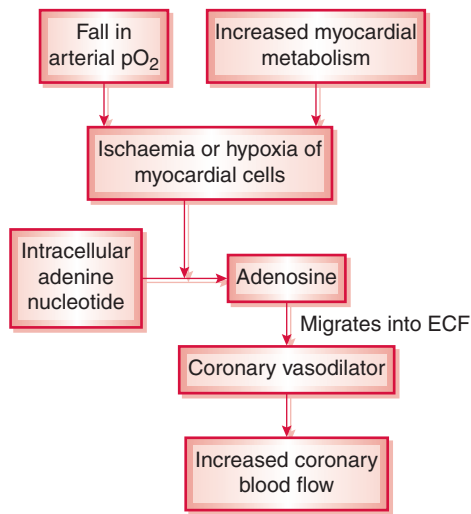 Fall in
arterial pO2
Increased myocardial
metabolism
Ischaemia or hypoxia of
myocardial cells
Intracellular
adenine
nucleotide
Adenosine
Migrates into ECF
Coronary vasodilator
Increased coronary
blood flow